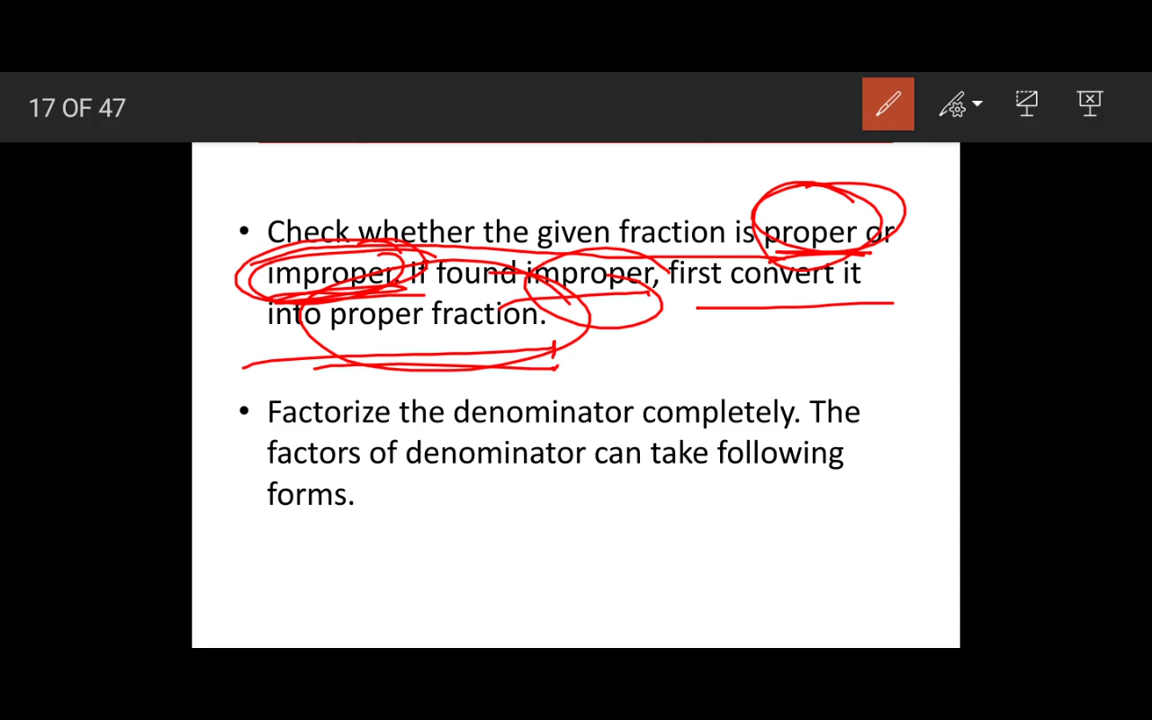 17 OF 47
• Check whether the given fraction is proper or
improper. If found improper, first convert it
into proper fraction.
• Factorize the denominator completely. The
factors of denominator can take following
forms.